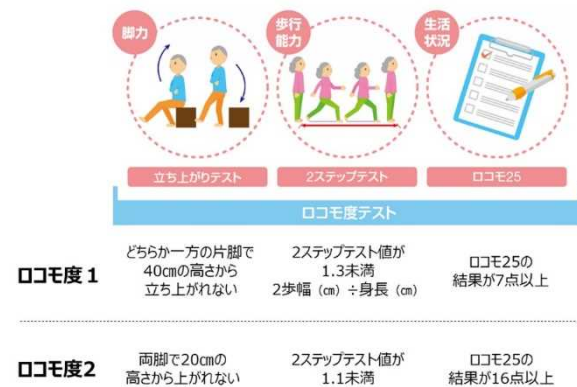 脚力
歩行
能力
生活
状況
立ち上がりテスト
2ステップテスト
ロコモ25
ロコモ度テスト
ロコモ度1
どちらか一方の片脚で
40㎝の高さから
立ち上がれない
2ステップテスト値が
1.3未満
2歩幅（㎝）÷身長（㎝）
ロコモ25の
結果が7点以上
ロコモ度2
両脚で20㎝の
高さから上がれない
2ステップテスト値が
1.1未満
ロコモ25の
結果が16点以上